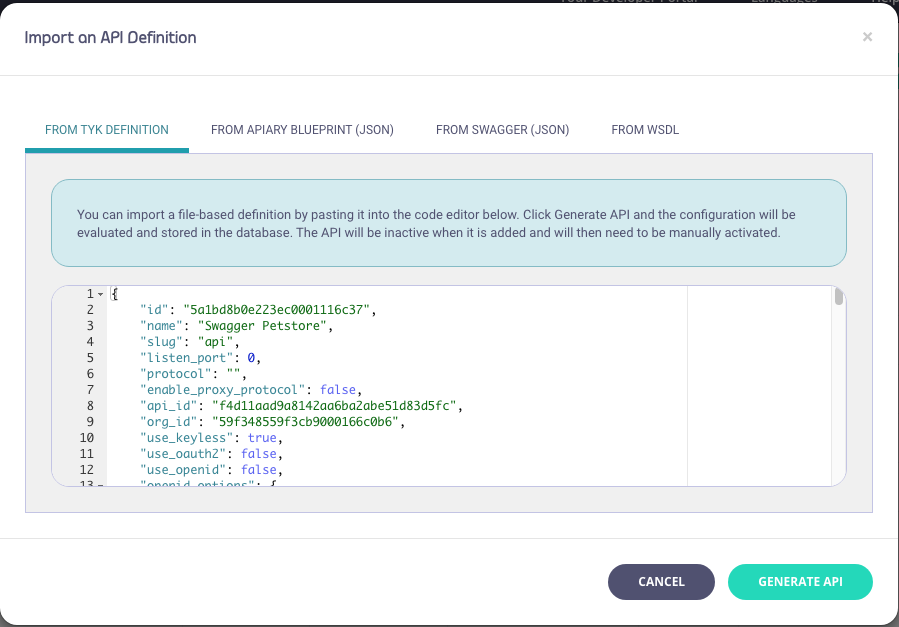 Import an API Definition
×
FROM TYK DEFINITION
FROM APIARY BLUEPRINT (JSON)
FROM SWAGGER (JSON)
FROM WSDL
You can import a file-based definition by pasting it into the code editor below. Click Generate API and the configuration will be
evaluated and stored in the database. The API will be inactive when it is added and will then need to be manually activated.
1 {
2 "id": "5a1bd8b0e223ec0001116c37",
3 "name": "Swagger Petstore",
4 "slug": "api",
5 "listen_port": 0,
6 "protocol": "",
7 "enable_proxy_protocol": false,
8 "api_id": "f4d11aad9a8142aa6ba2abe51d83d5fc",
9 "org_id": "59f348559f3cb9000166c0b6",
10 "use_keyless": true,
11 "use_oauth2": false,
12 "use_openid": false,
13 "openid_options": {
CANCEL
GENERATE API